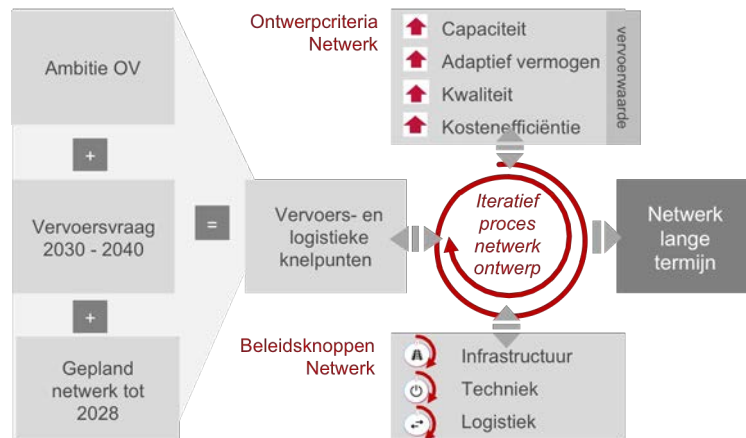 Ambitie OV
+
Vervoersvraag
2030 - 2040
+
Gepland
netwerk tot
2028
=
Vervoers- en
logistieke
knelpunten
Ontwerpcriteria
Netwerk
Capaciteit
Adaptief vermogen
Kwaliteit
Kostenefficiëntie
vervoerwaarde
Iteratief
proces
netwerk
ontwerp
Beleidsknoppen
Netwerk
Infrastructuur
Techniek
Logistiek
Netwerk
lange
termijn